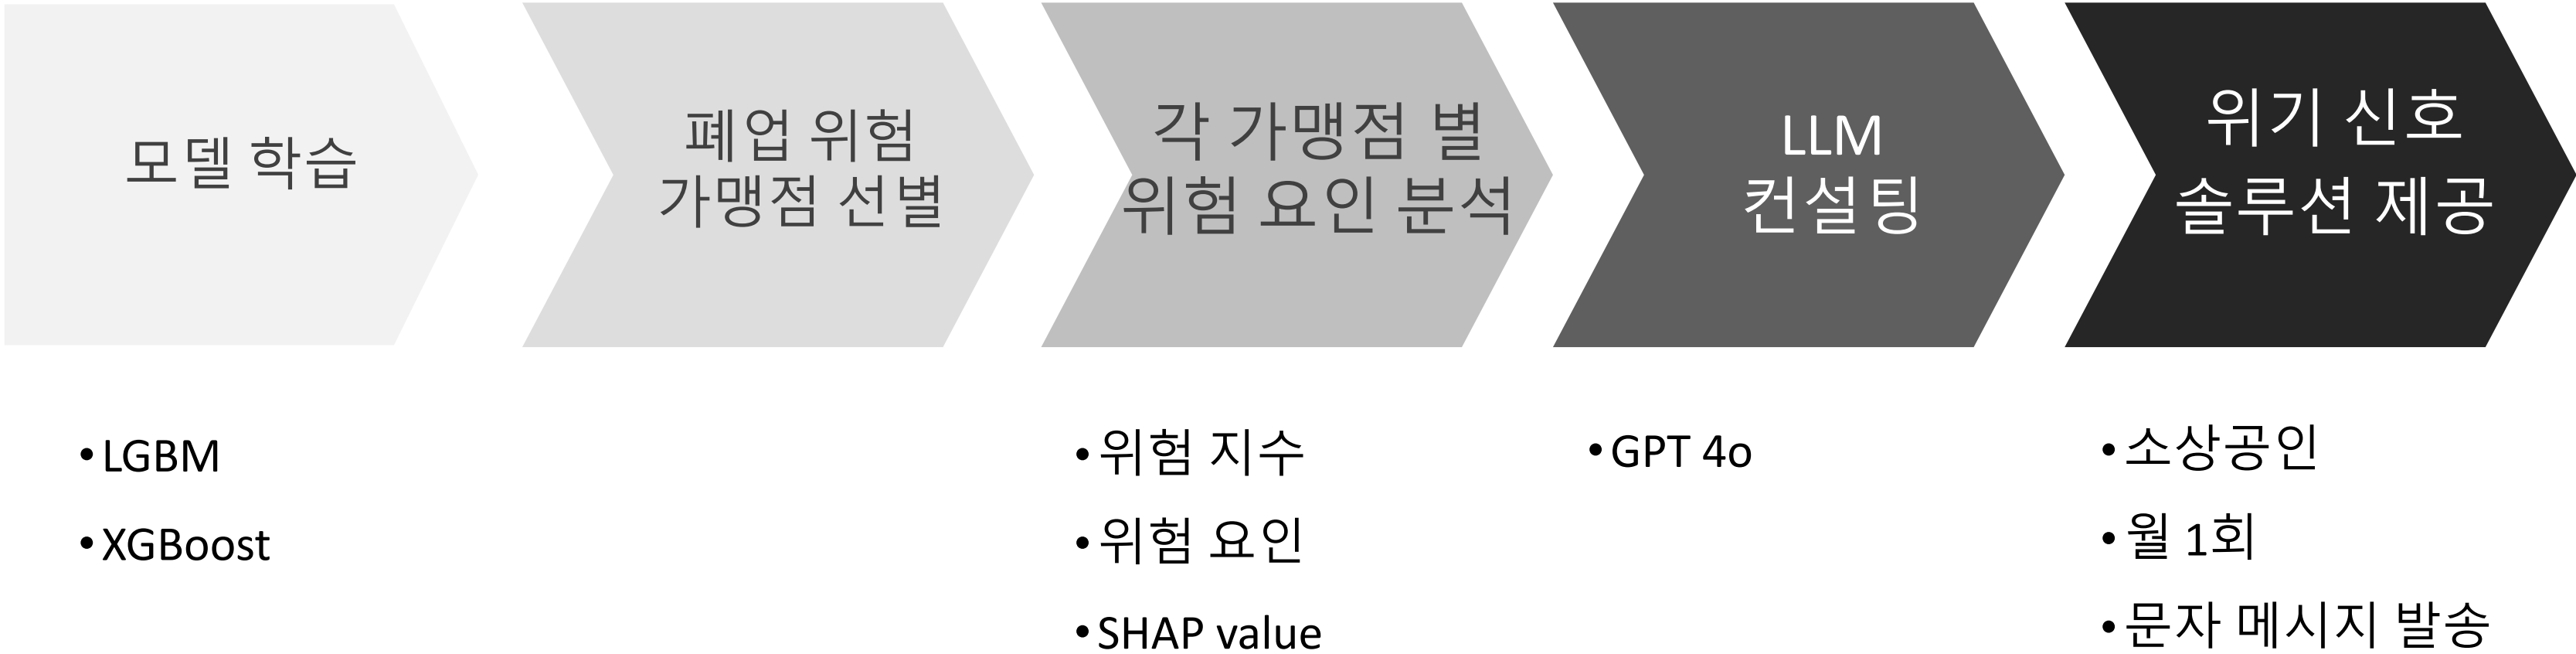 모델 학습
폐업 위험
가맹점 선별
각 가맹점 별
위험 요인 분석
LLM
컨설팅
위기 신호
솔루션 제공
• LGBM
• XGBoost
• 위험 지수
• 위험 요인
• SHAP value
• GPT 4o
• 소상공인
• 월 1회
• 문자 메시지 발송